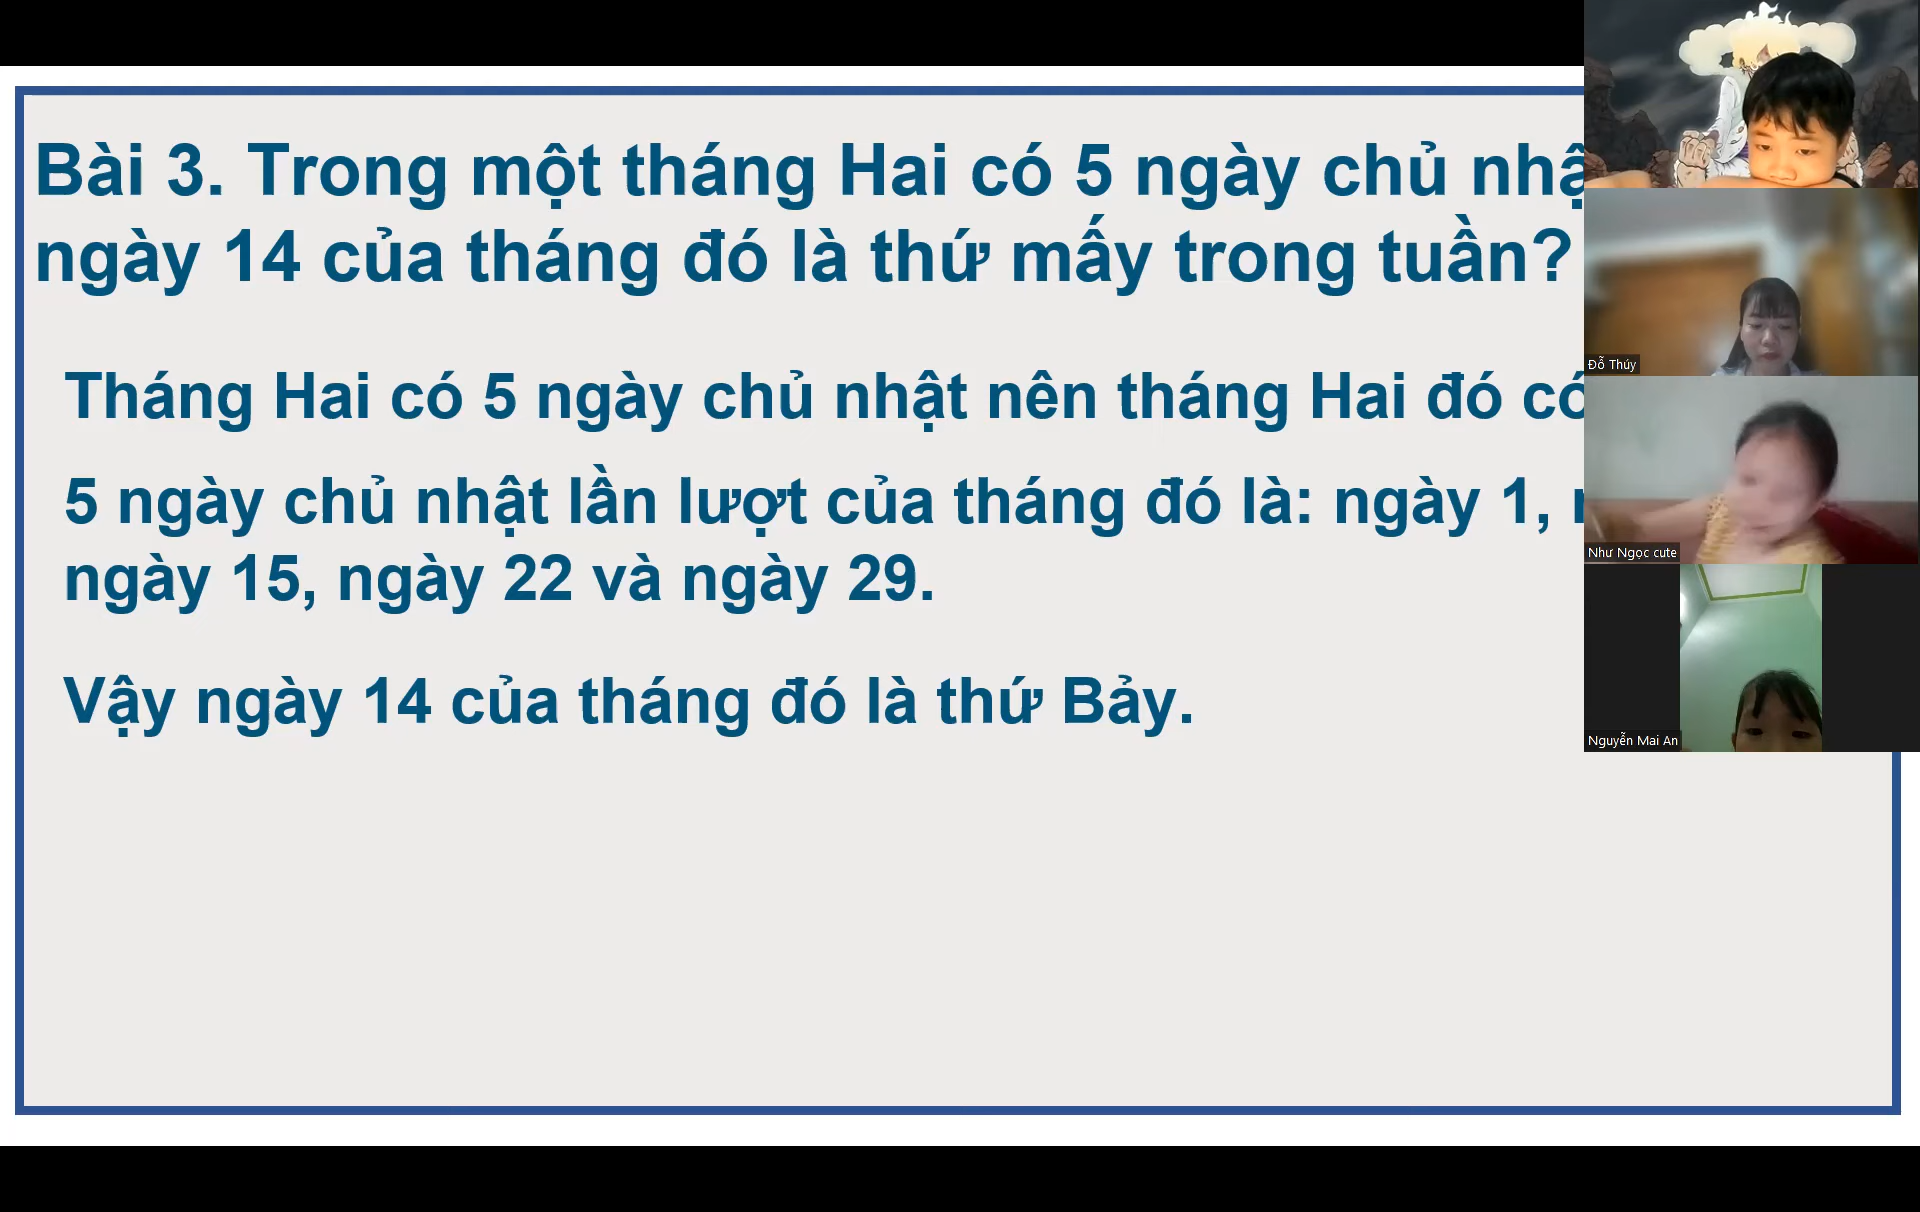 Bài 3. Trong một tháng Hai có 5 ngày chủ
ngày 14 của tháng đó là thứ mấy trong tuần?
Tháng Hai có 5 ngày chủ nhật nên tháng Hai đó có
5 ngày chủ nhật lần lượt của tháng đó là: ngày 1,
ngày 15, ngày 22 và ngày 29.
Vậy ngày 14 của tháng đó là thứ Bảy.
Đỗ Thúy
Như Ngọc cute
Nguyễn Mai An